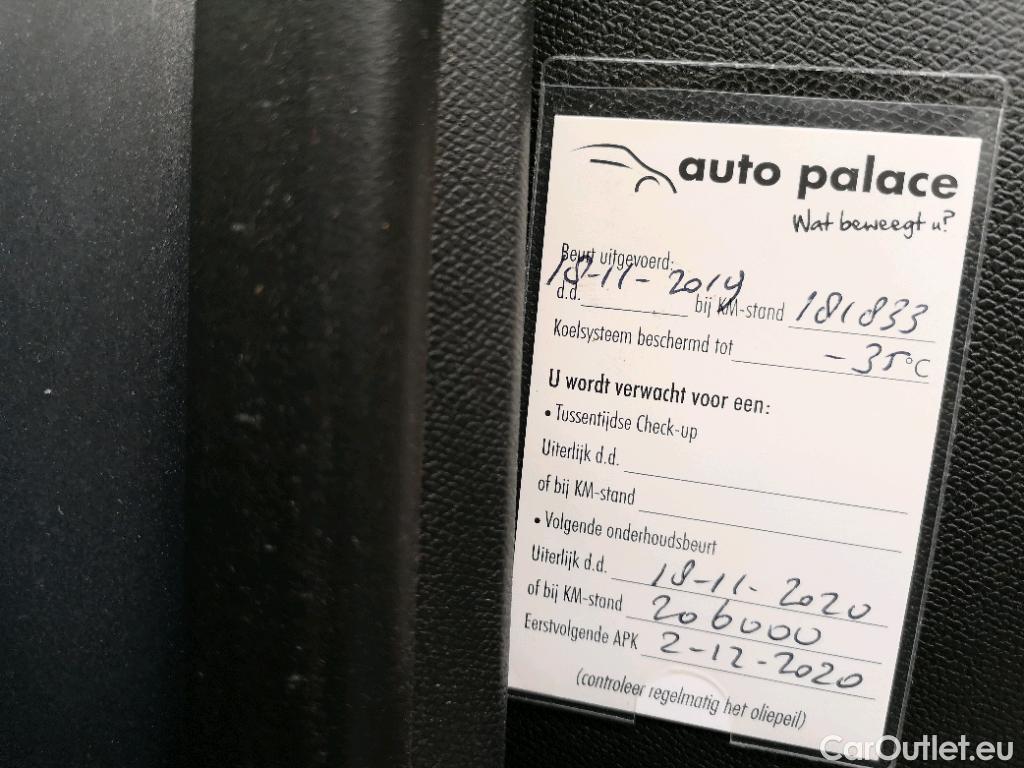 auto palace
Wat beweegt u?
Beurt uitgevoerd:
d.d. 18-11-2019 bij KM-stand 181833
Koelsysteem beschermd tot -35°C
U wordt verwacht voor een:
• Tussentijdse Check-up
Uiterlijk d.d.
of bij KM-stand
• Volgende onderhoudsbeurt
Uiterlijk d.d. 18-11-2020
of bij KM-stand 206000
Eerstvolgende APK 2-12-2020
(controleer regelmatig het oliepeil)
CarOutlet.eu